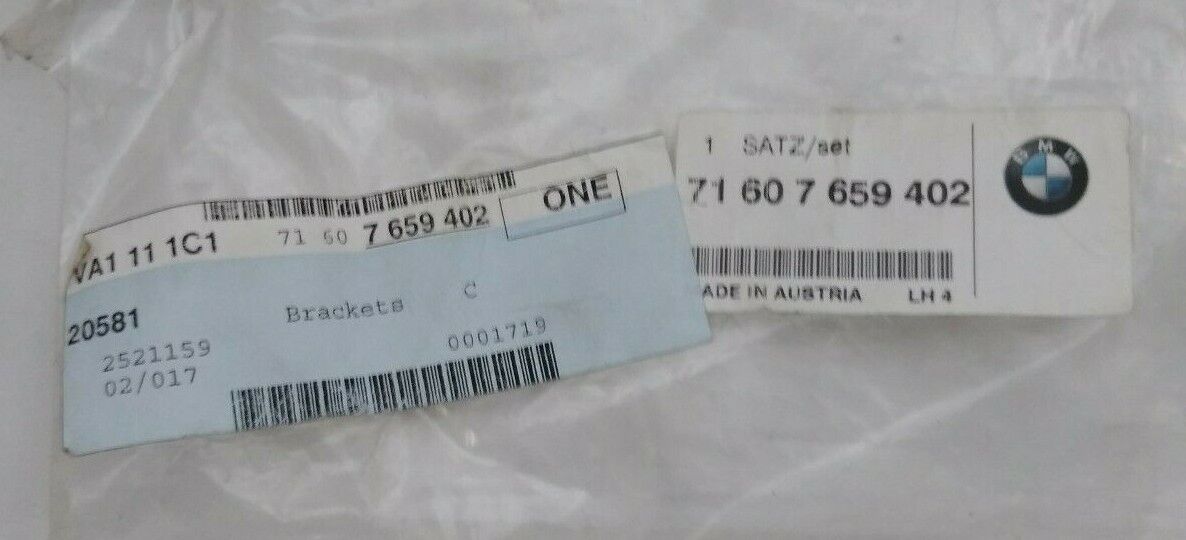 VA1 11 1C1
71 60 7 659 402
ONE
20581
Brackets C
2521159
0001719
02/017
1 SATZ/set
71 60 7 659 402
ADE IN AUSTRIA LH 4
BMW